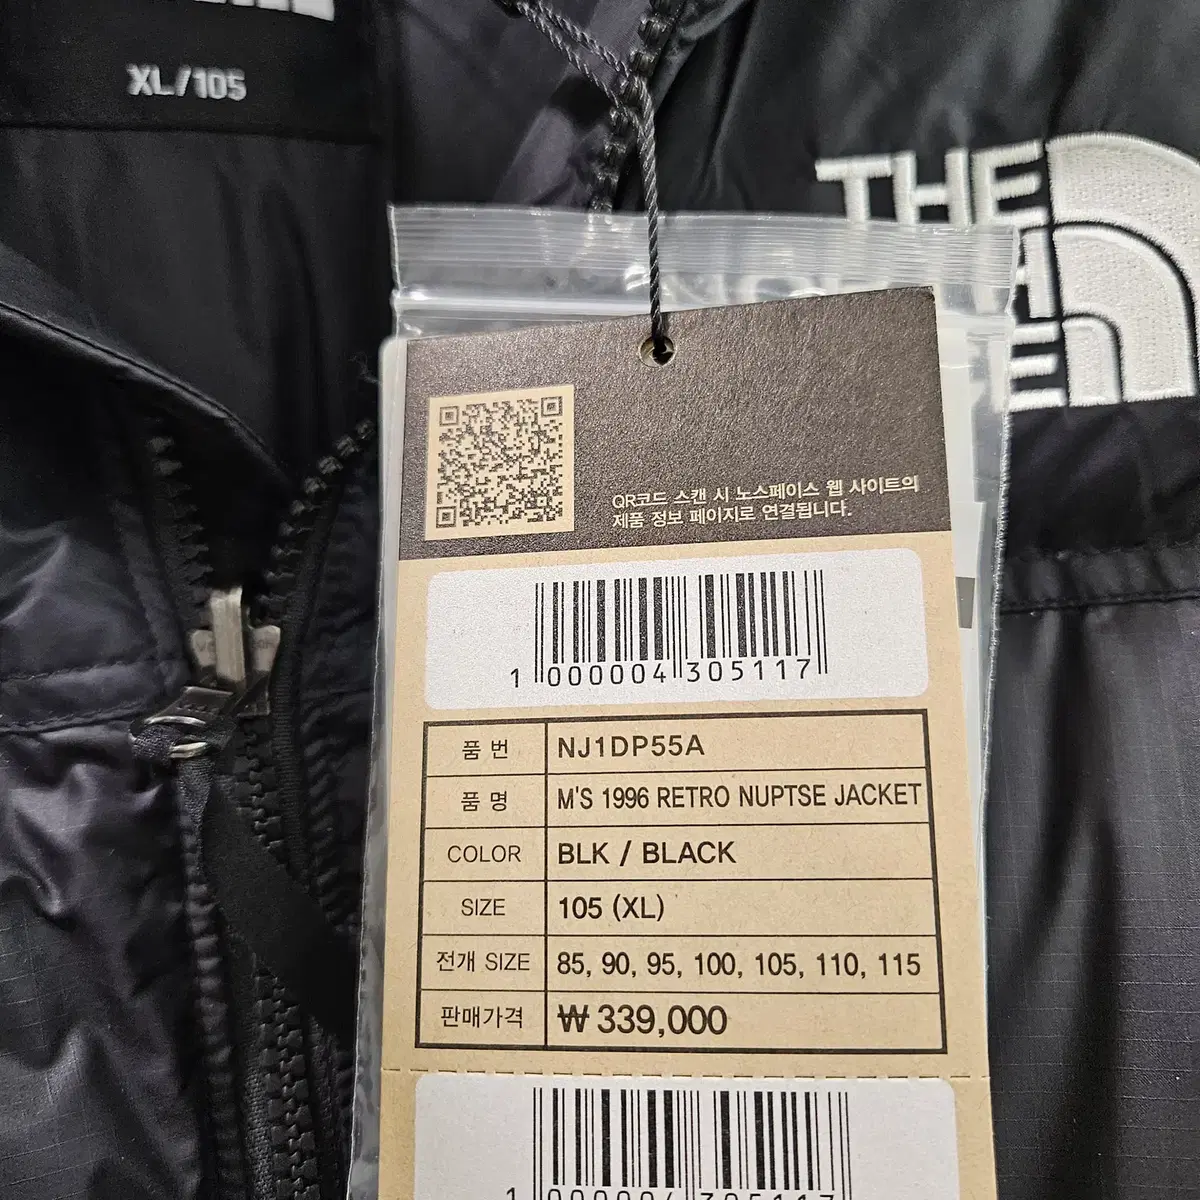 XL/105
THE
QR코드 스캔 시 노스페이스 웹 사이트의
제품 정보 페이지로 연결됩니다.
1 000004 305117
품 번 NJ1DP55A
품 명 M'S 1996 RETRO NUPTSE JACKET
COLOR BLK / BLACK
SIZE 105 (XL)
전개 SIZE 85, 90, 95, 100, 105, 110, 115
판매가격 ₩ 339,000